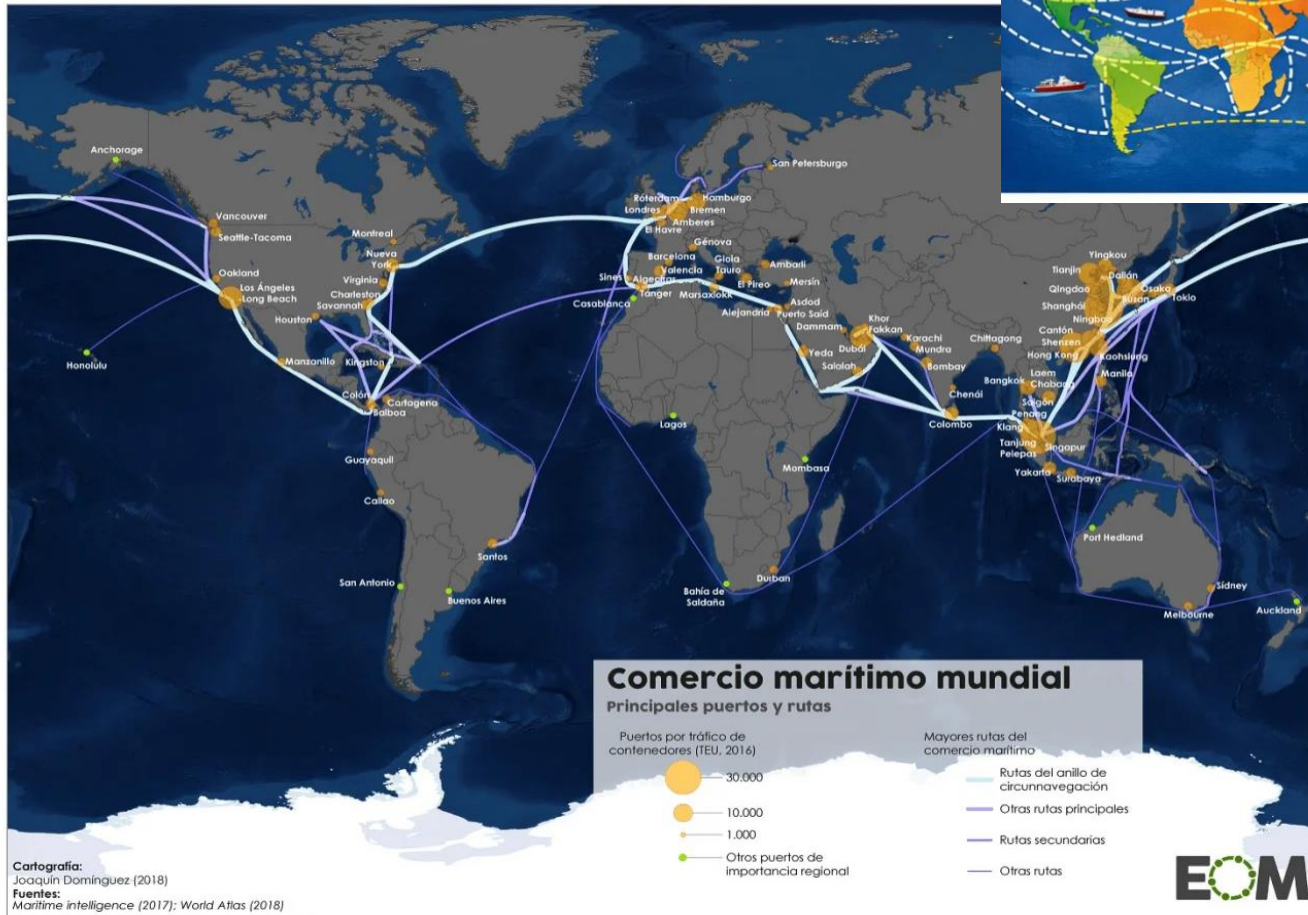 Anchorage
San Petersburgo
Vancouver
Seattle-Tacoma
Montreal
Nueva
York
Oakland
Los Ángeles
Long Beach
Virginia
Charleston
Savannah
Houston
Honolulu
Manzanillo
Kingston
Colón
Balboa
Cartagena
Guayaquil
Callao
Santos
San Antonio
Buenos Aires
Róterdam
Hamburgo
Londres
Bremen
Amberes
El Havre
Génova
Barcelona
Valencia
Gioia
Tauro
Ambarli
Sines
Algeciras
Tánger
El Pireo
Mersin
Casablanca
Marsaxlokk
Asdod
Alejandría
Puerto Saíd
Dammam
Khor
Fakkan
Dubái
Karachi
Mundra
Yeda
Salalah
Bombay
Chittagong
Chenái
Colombo
Lagos
Mombasa
Bahía de
Saldaña
Durban
Yingkou
Tianjin
Dalián
Qingdao
Osaka
Busan
Tokio
Shanghái
Ningbo
Cantón
Shenzen
Hong Kong
Kaohsiung
Laem
Chabang
Manila
Bangkok
Saigón
Penang
Klang
Tanjung
Pelepas
Singapur
Yakarta
Surabaya
Port Hedland
Sídney
Melbourne
Auckland
Comercio marítimo mundial
Principales puertos y rutas
Puertos por tráfico de
contenedores (TEU, 2016)
30.000
10.000
1.000
Otros puertos de
importancia regional
Mayores rutas del
comercio marítimo
Rutas del anillo de
circunnavegación
Otras rutas principales
Rutas secundarias
Otras rutas
Cartografía:
Joaquín Domínguez (2018)
Fuentes:
Maritime intelligence (2017); World Atlas (2018)
EOM